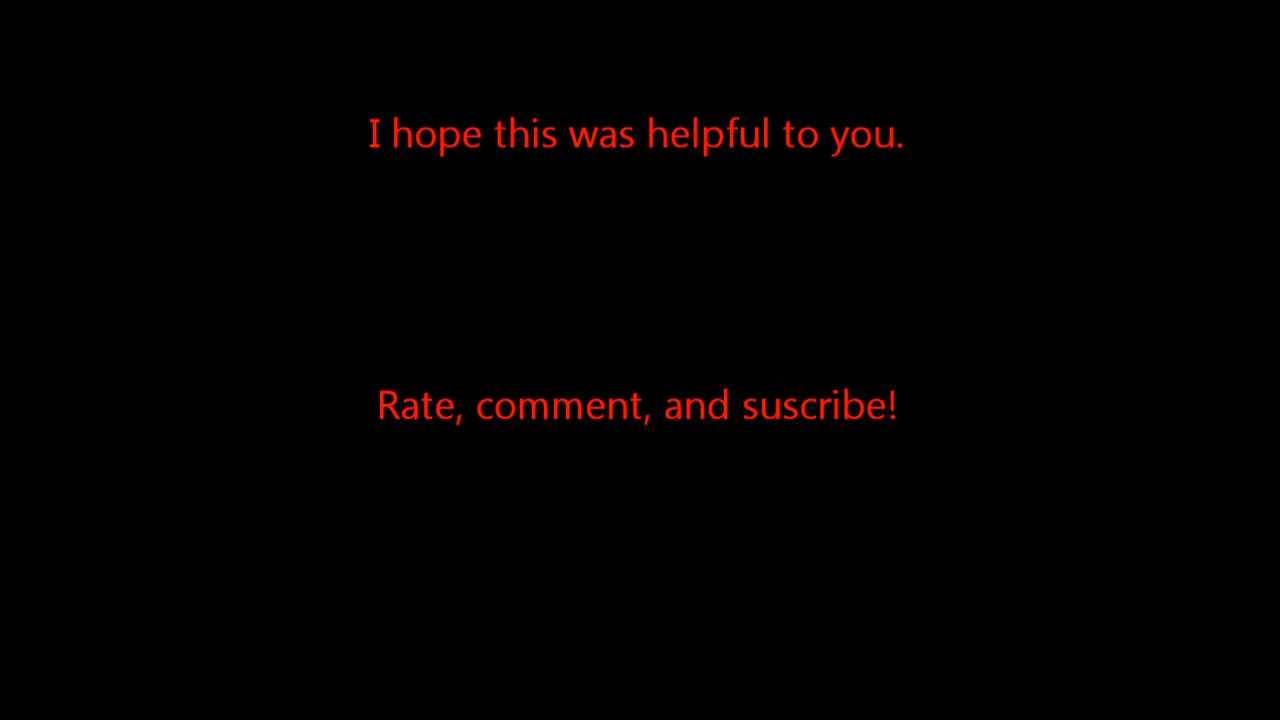 I hope this was helpful to you.
Rate, comment, and suscribe!